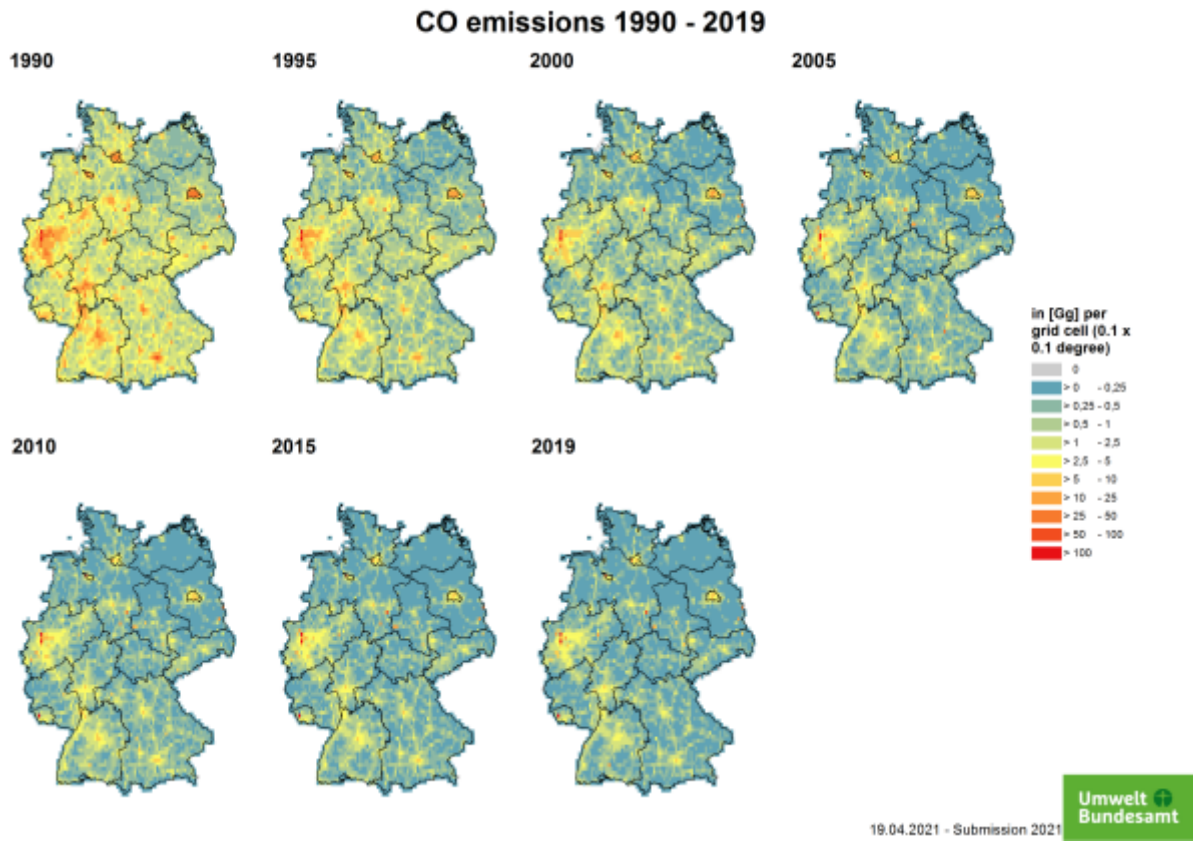 CO emissions 1990 - 2019
1990
1995
2000
2005
in [Gg] per
grid cell (0.1 x
0.1 degree)
0
> 0 - 0,25
> 0,25 - 0,5
> 0,5 - 1
> 1 - 2,5
> 2,5 - 5
> 5 - 10
> 10 - 25
> 25 - 50
> 50 - 100
> 100
2010
2015
2019
Umwelt
Bundesamt
19.04.2021 - Submission 2021